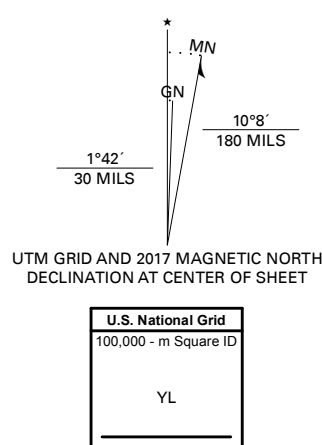 ★
MN
GN
10°8´
180 MILS
1°42´
30 MILS
UTM GRID AND 2017 MAGNETIC NORTH
DECLINATION AT CENTER OF SHEET
U.S. National Grid
100,000 - m Square ID
YL